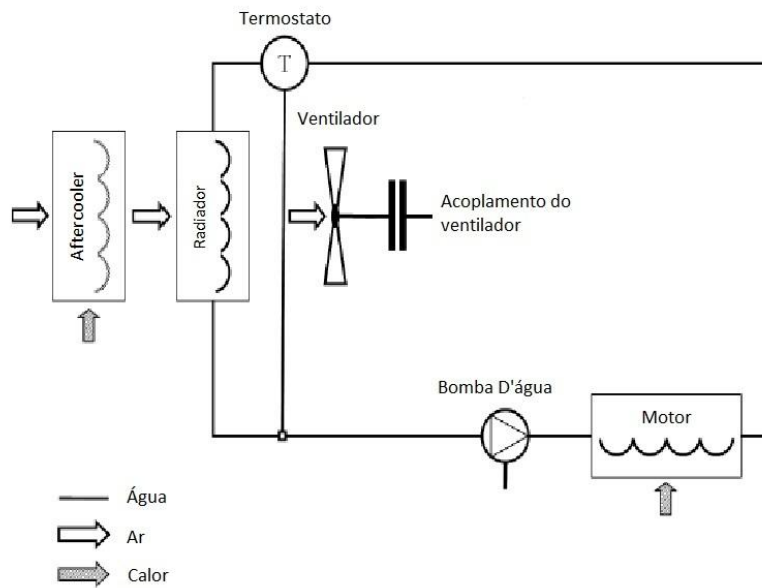 Termostato
T
Ventilador
Aftercooler
Radiador
Acoplamento do
ventilador
Bomba D'água
Motor
Água
Ar
Calor